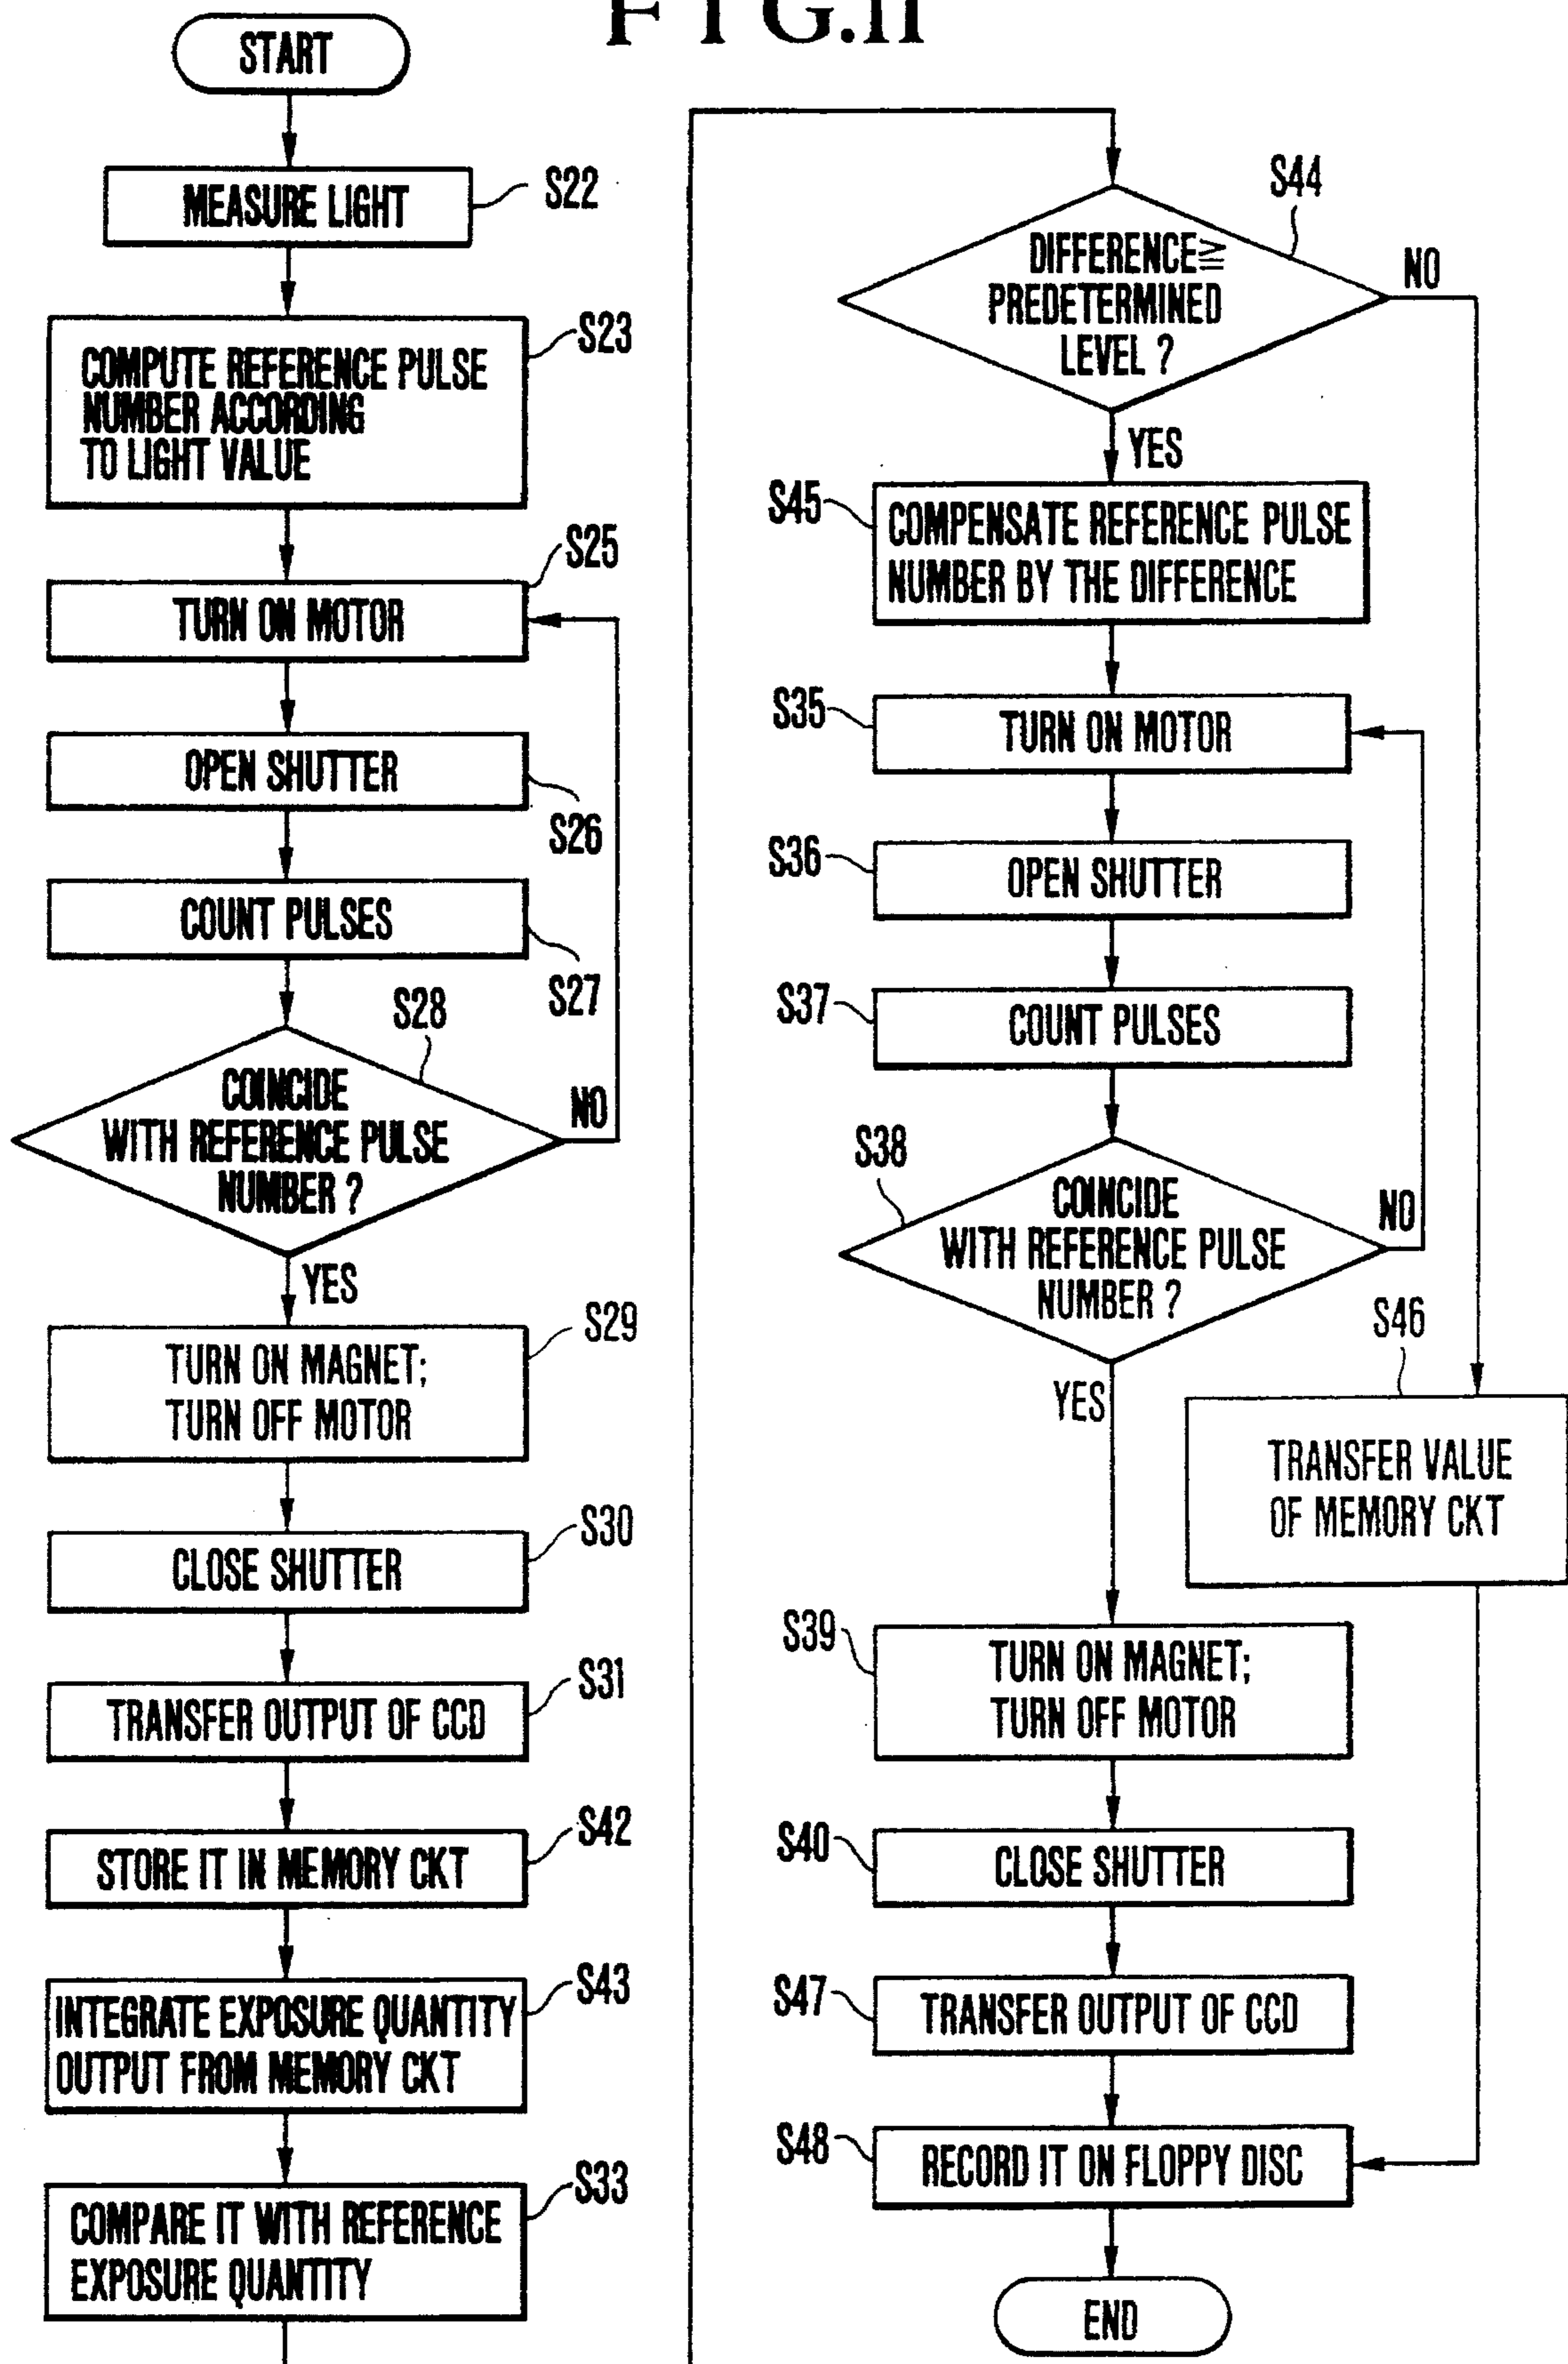 FIG.11
START
MEASURE LIGHT
S22
COMPUTE REFERENCE PULSE
NUMBER ACCORDING
TO LIGHT VALUE
S23
TURN ON MOTOR
S25
OPEN SHUTTER
S26
COUNT PULSES
S27
S28
COINCIDE
WITH REFERENCE PULSE
NUMBER ?
NO
YES
TURN ON MAGNET;
TURN OFF MOTOR
S29
CLOSE SHUTTER
S30
TRANSFER OUTPUT OF CCD
S31
STORE IT IN MEMORY CKT
S42
INTEGRATE EXPOSURE QUANTITY
OUTPUT FROM MEMORY CKT
S43
COMPARE IT WITH REFERENCE
EXPOSURE QUANTITY
S33
S44
DIFFERENCE≧
PREDETERMINED
LEVEL ?
NO
YES
S45
COMPENSATE REFERENCE PULSE
NUMBER BY THE DIFFERENCE
S35
TURN ON MOTOR
S36
OPEN SHUTTER
S37
COUNT PULSES
S38
COINCIDE
WITH REFERENCE PULSE
NUMBER ?
NO
YES
S46
TRANSFER VALUE
OF MEMORY CKT
S39
TURN ON MAGNET;
TURN OFF MOTOR
S40
CLOSE SHUTTER
S47
TRANSFER OUTPUT OF CCD
S48
RECORD IT ON FLOPPY DISC
END